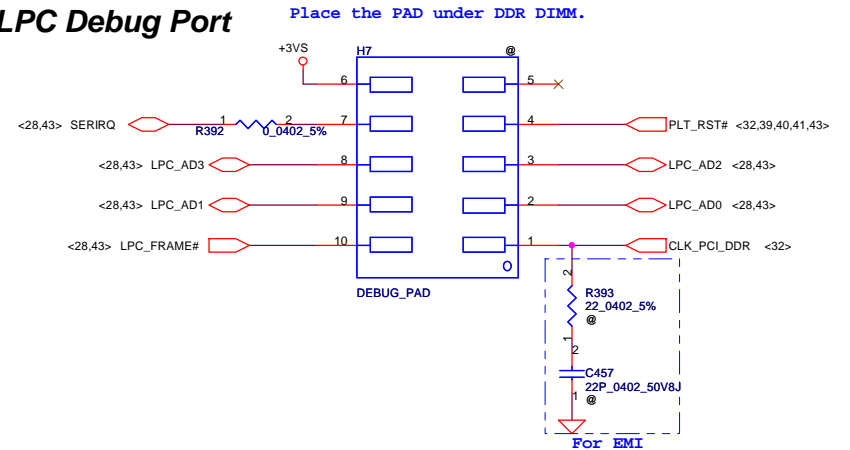 LPC Debug Port
Place the PAD under DDR DIMM.
+3VS
H7
@
6
5
<28,43> SERIRQ
1
2
R392
0_0402_5%
7
4
PLT_RST# <32,39,40,41,43>
<28,43> LPC_AD3
8
3
LPC_AD2 <28,43>
<28,43> LPC_AD1
9
2
LPC_AD0 <28,43>
<28,43> LPC_FRAME#
10
1
CLK_PCI_DDR <32>
DEBUG_PAD
2
R393
22_0402_5%
@
1
2
C457
22P_0402_50V8J
1
@
For EMI